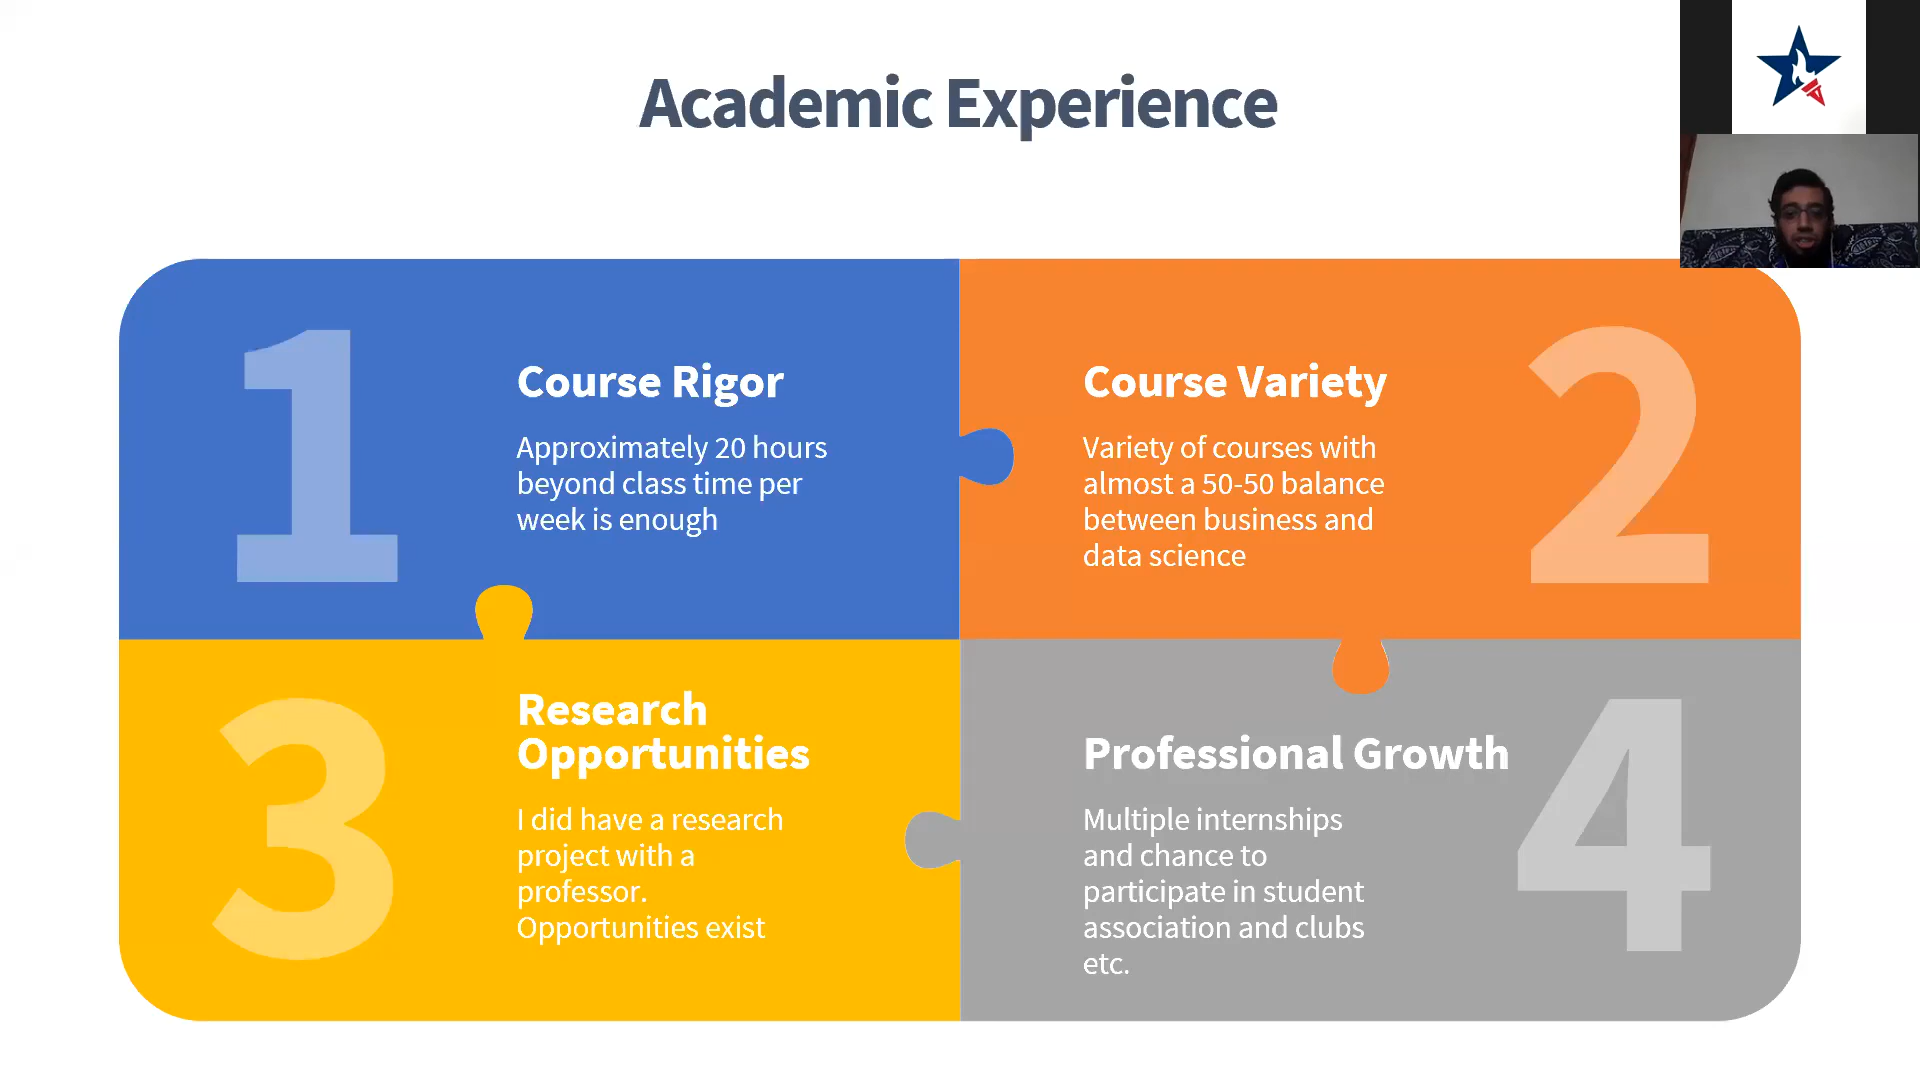 Academic Experience
1
Course Rigor
Approximately 20 hours
beyond class time per
week is enough
2
Course Variety
Variety of courses with
almost a 50-50 balance
between business and
data science
3
Research
Opportunities
I did have a research
project with a
professor.
Opportunities exist
4
Professional Growth
Multiple internships
and chance to
participate in student
association and clubs
etc.